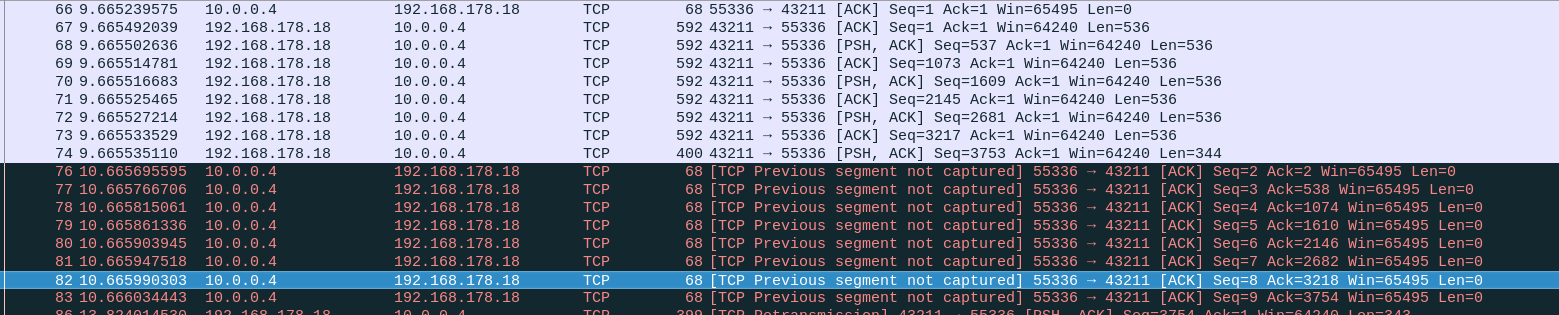 66 9.665239575 10.0.0.4 192.168.178.18 TCP 68 55336 → 43211 [ACK] Seq=1 Ack=1 Win=65495 Len=0
67 9.665492039 192.168.178.18 10.0.0.4 TCP 592 43211 → 55336 [ACK] Seq=1 Ack=1 Win=64240 Len=536
68 9.665502636 192.168.178.18 10.0.0.4 TCP 592 43211 → 55336 [PSH, ACK] Seq=537 Ack=1 Win=64240 Len=536
69 9.665514781 192.168.178.18 10.0.0.4 TCP 592 43211 → 55336 [ACK] Seq=1073 Ack=1 Win=64240 Len=536
70 9.665516683 192.168.178.18 10.0.0.4 TCP 592 43211 → 55336 [PSH, ACK] Seq=1609 Ack=1 Win=64240 Len=536
71 9.665525465 192.168.178.18 10.0.0.4 TCP 592 43211 → 55336 [ACK] Seq=2145 Ack=1 Win=64240 Len=536
72 9.665527214 192.168.178.18 10.0.0.4 TCP 592 43211 → 55336 [PSH, ACK] Seq=2681 Ack=1 Win=64240 Len=536
73 9.665533529 192.168.178.18 10.0.0.4 TCP 592 43211 → 55336 [ACK] Seq=3217 Ack=1 Win=64240 Len=536
74 9.665535110 192.168.178.18 10.0.0.4 TCP 400 43211 → 55336 [PSH, ACK] Seq=3753 Ack=1 Win=64240 Len=344
76 10.665695595 10.0.0.4 192.168.178.18 TCP 68 [TCP Previous segment not captured] 55336 → 43211 [ACK] Seq=2 Ack=2 Win=65495 Len=0
77 10.665766706 10.0.0.4 192.168.178.18 TCP 68 [TCP Previous segment not captured] 55336 → 43211 [ACK] Seq=3 Ack=538 Win=65495 Len=0
78 10.665815061 10.0.0.4 192.168.178.18 TCP 68 [TCP Previous segment not captured] 55336 → 43211 [ACK] Seq=4 Ack=1074 Win=65495 Len=0
79 10.665861336 10.0.0.4 192.168.178.18 TCP 68 [TCP Previous segment not captured] 55336 → 43211 [ACK] Seq=5 Ack=1610 Win=65495 Len=0
80 10.665903945 10.0.0.4 192.168.178.18 TCP 68 [TCP Previous segment not captured] 55336 → 43211 [ACK] Seq=6 Ack=2146 Win=65495 Len=0
81 10.665947518 10.0.0.4 192.168.178.18 TCP 68 [TCP Previous segment not captured] 55336 → 43211 [ACK] Seq=7 Ack=2682 Win=65495 Len=0
82 10.665990303 10.0.0.4 192.168.178.18 TCP 68 [TCP Previous segment not captured] 55336 → 43211 [ACK] Seq=8 Ack=3218 Win=65495 Len=0
83 10.666034443 10.0.0.4 192.168.178.18 TCP 68 [TCP Previous segment not captured] 55336 → 43211 [ACK] Seq=9 Ack=3754 Win=65495 Len=0
192.168.178.18 10.0.0.4 TCP [TCP Retransmission] 43211 → 55336 [PSH, ACK] Seq=3754 Ack=1 Win=64240